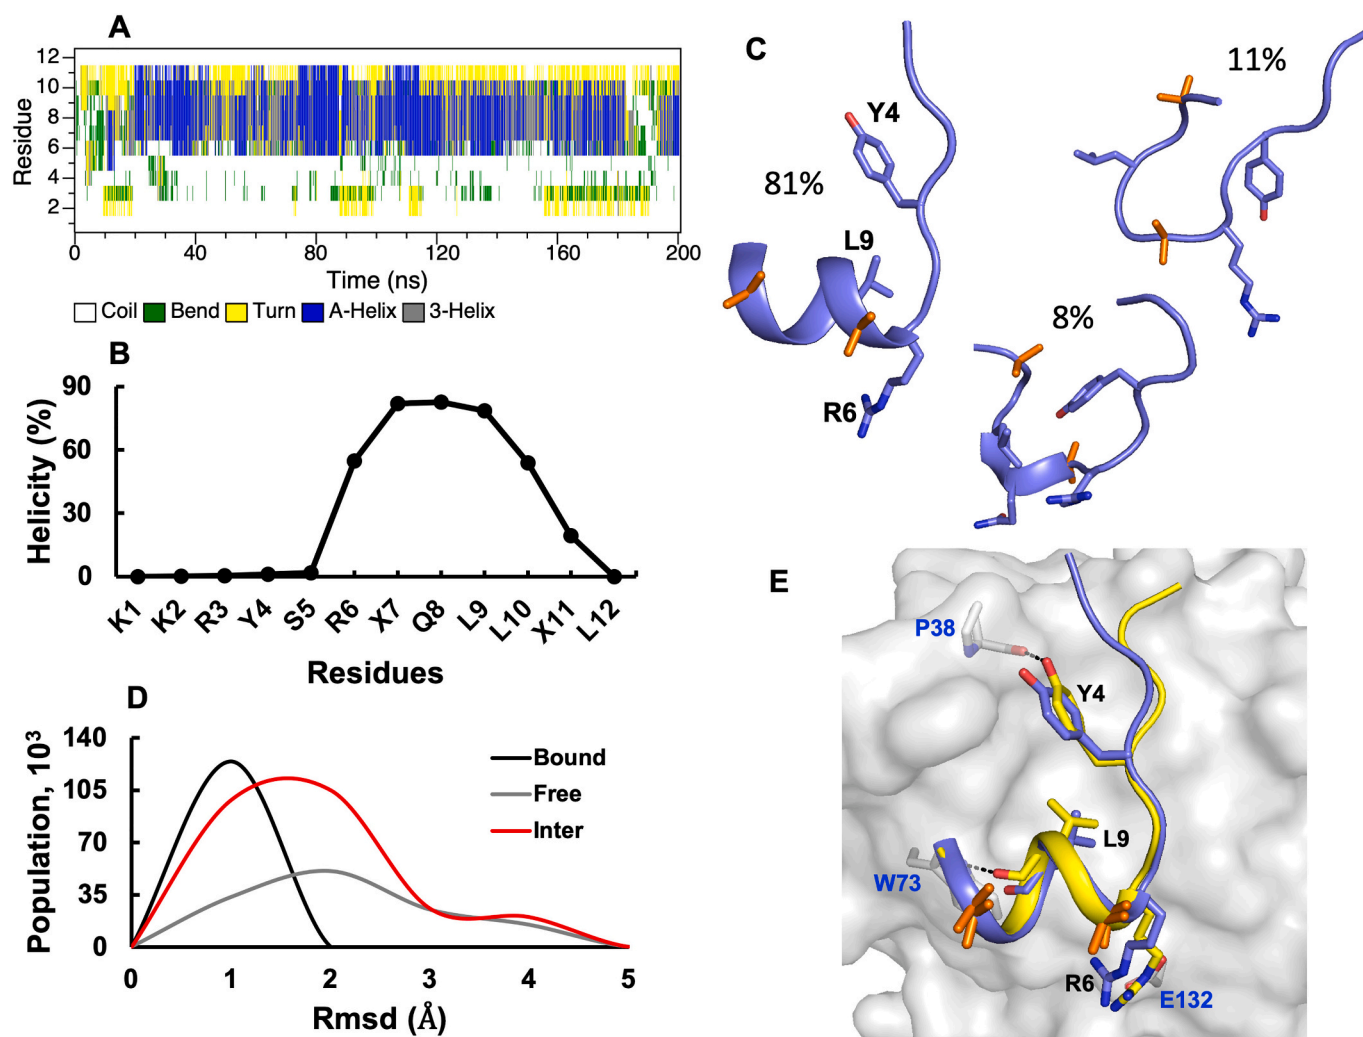 A
Residue
12
10
8
6
4
2
0
40
80
120
160
200
Time (ns)
Coil Bend Turn A-Helix 3-Helix
B
Helicity (%)
90
60
30
0
K1 K2 R3 Y4 S5 R6 X7 Q8 L9 L10 X11 L12
Residues
C
81%
Y4
L9
R6
11%
8%
D
Population, 10³
140
105
70
35
0
0 1 2 3 4 5
Rmsd (Å)
Bound
Free
Inter
E
P38
Y4
L9
W73
R6
E132